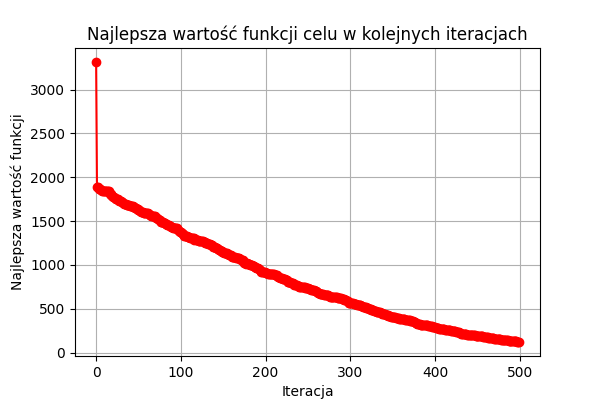 Najlepsza wartość funkcji celu w kolejnych iteracjach
3000
2500
2000
1500
1000
500
0
Najlepsza wartość funkcji
0 100 200 300 400 500
Iteracja